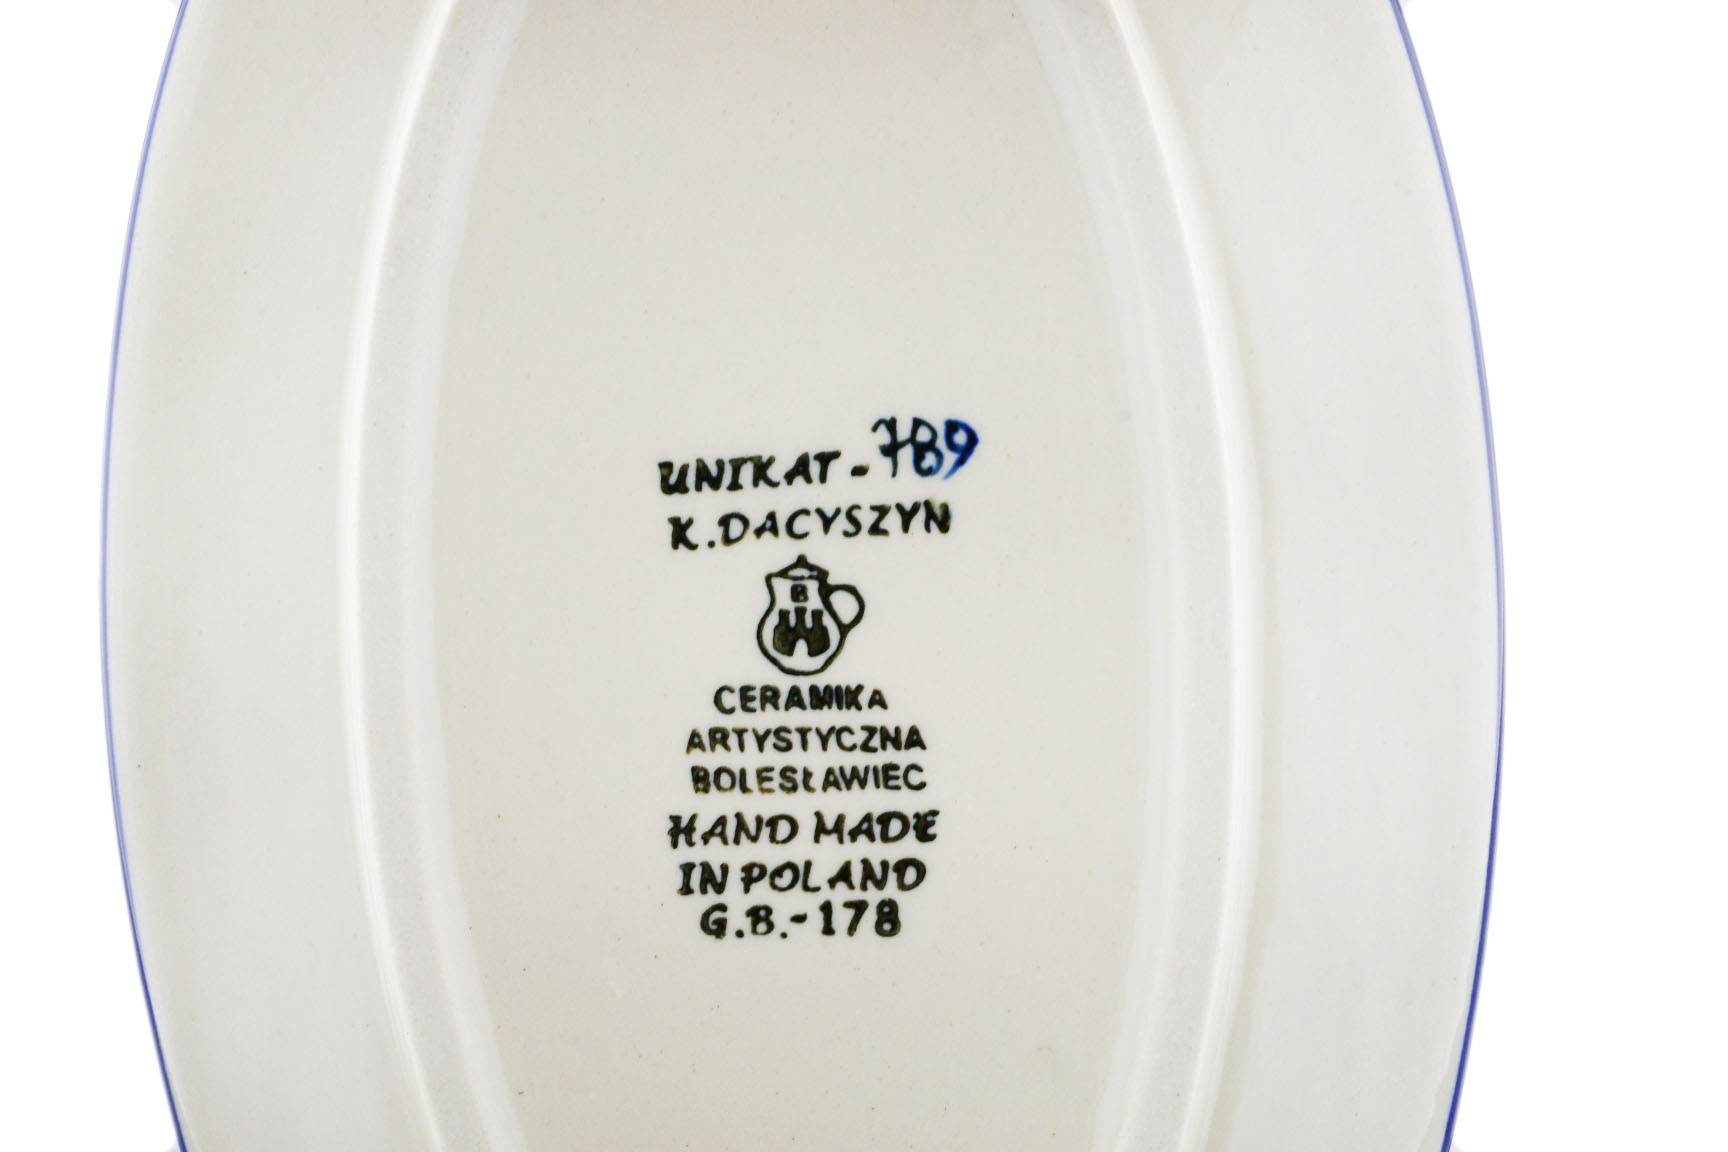 UNIKAT - 789
K. DACYSZYN
B
CERAMIKA
ARTYSTYCZNA
BOLESŁAWIEC
HAND MADE
IN POLAND
G.B.-178